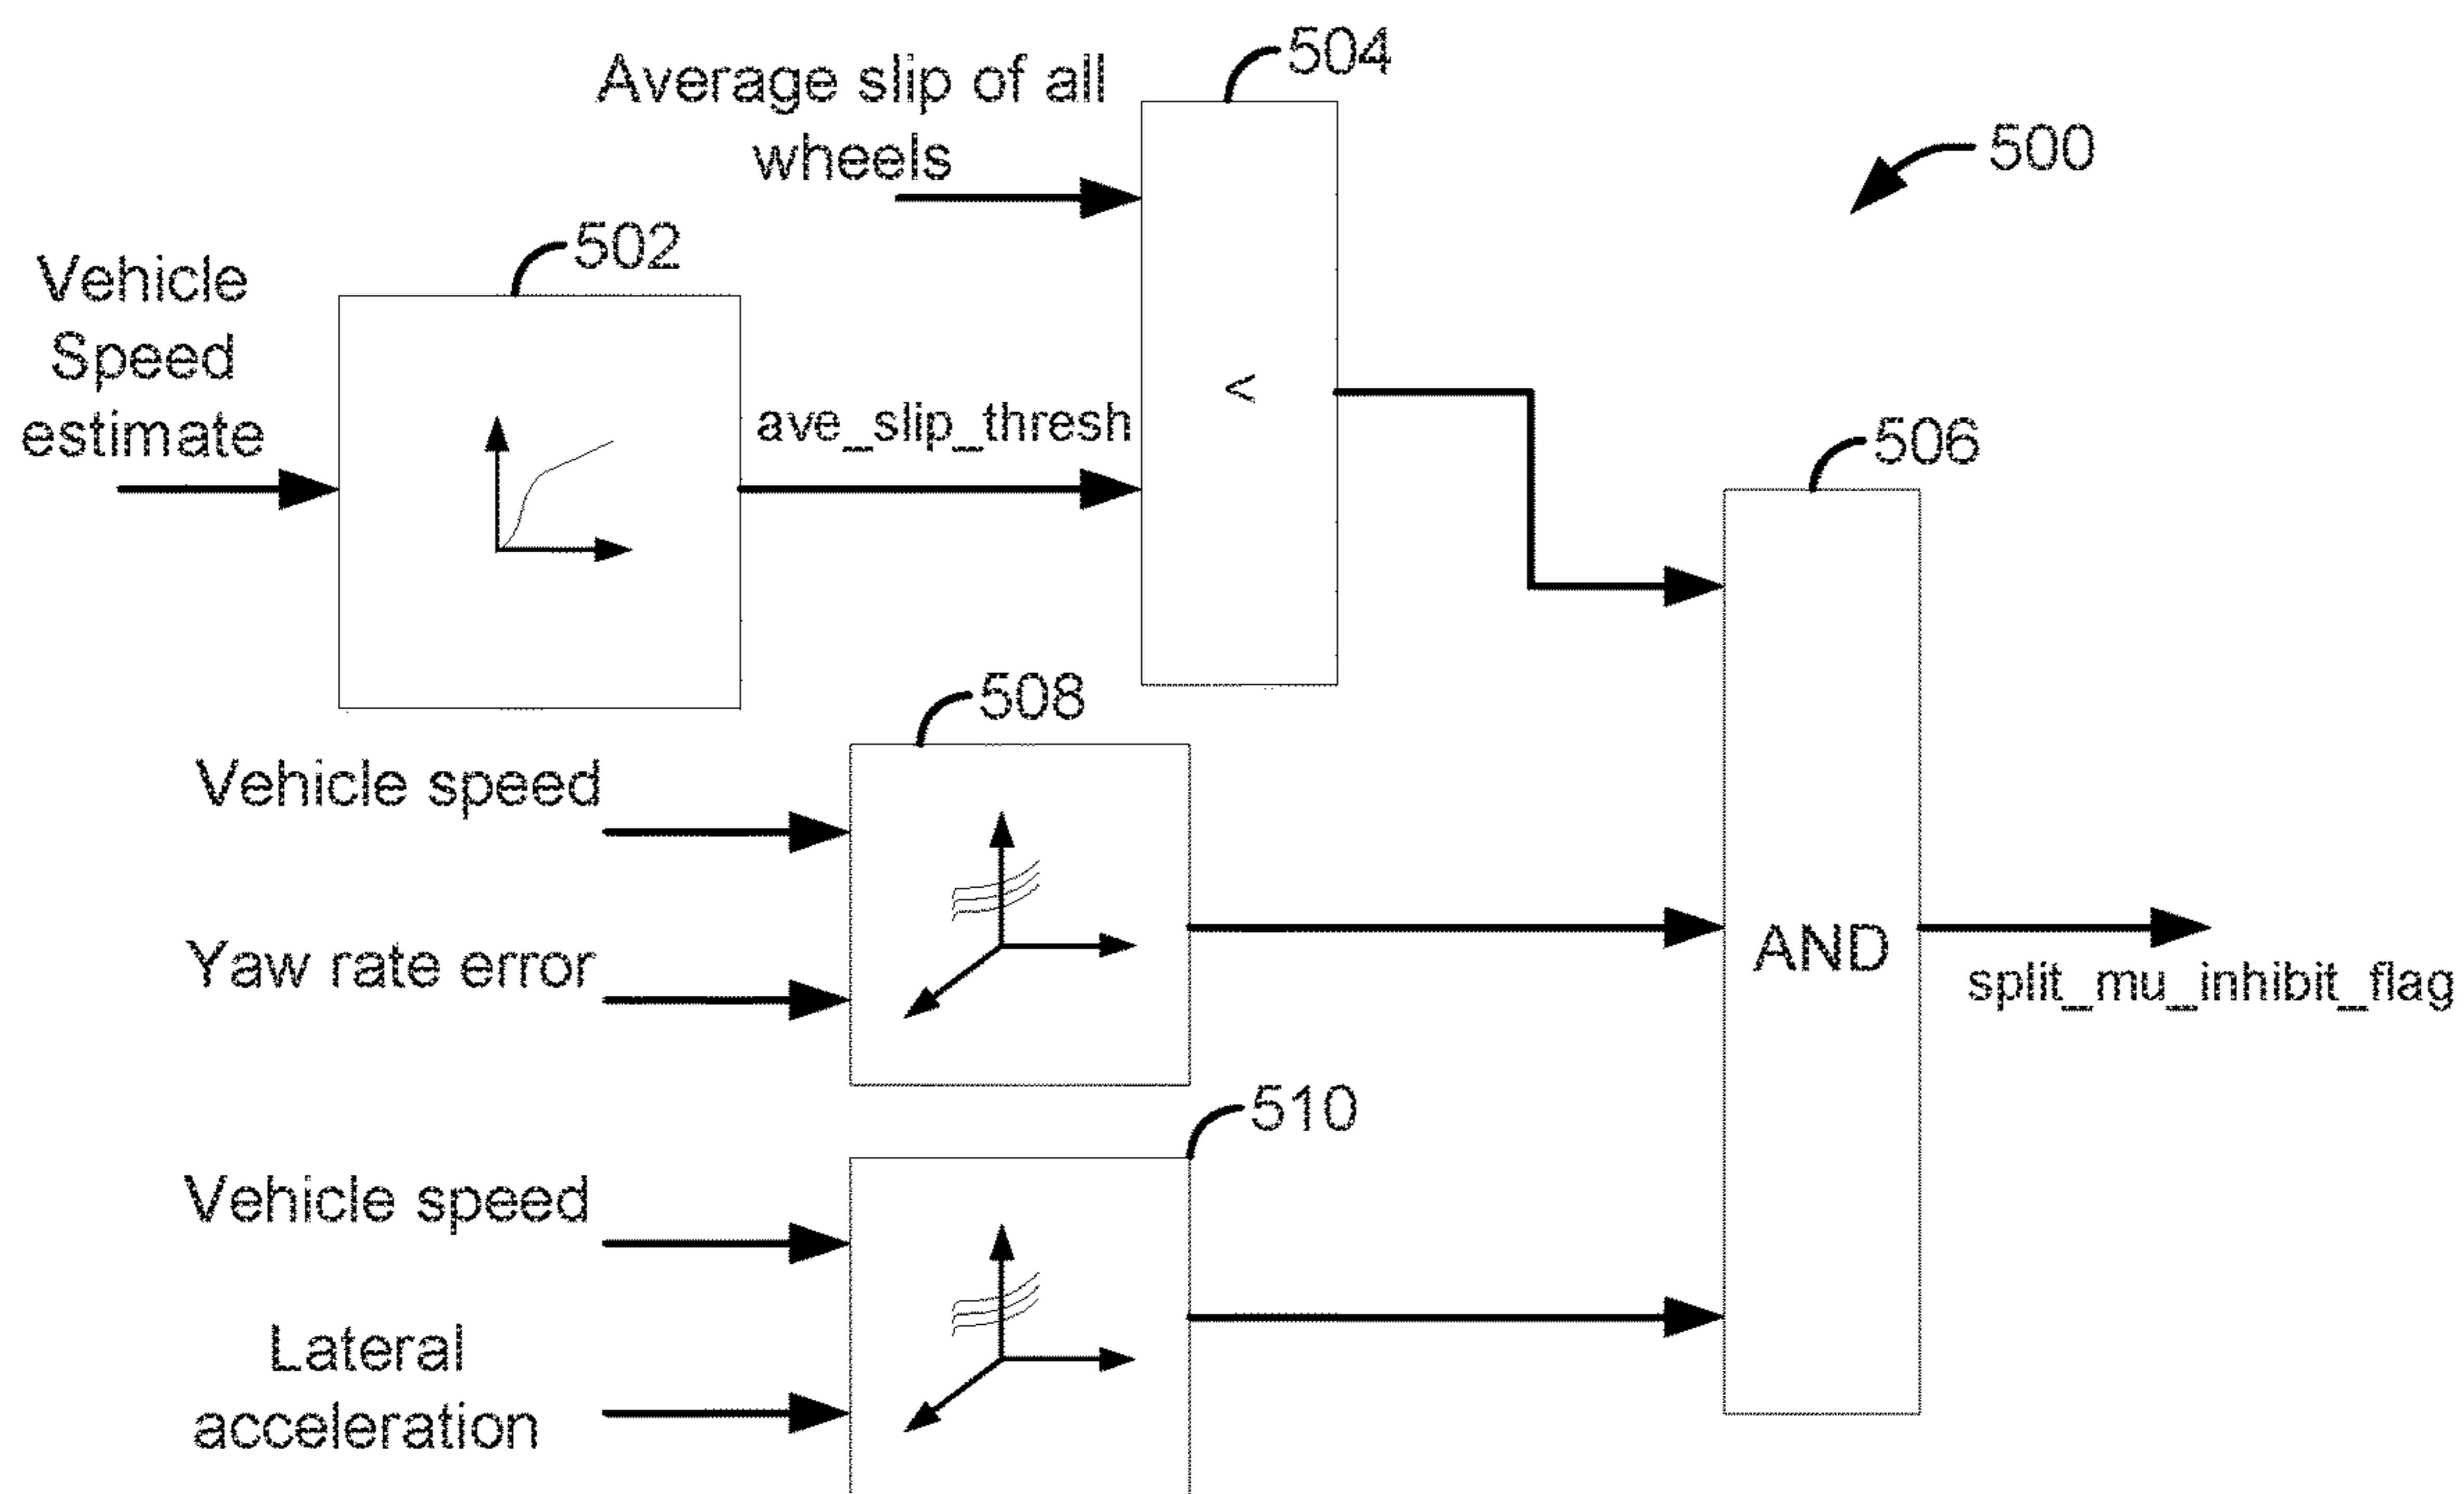 504
Average slip of all
wheels
500
502
Vehicle
Speed
estimate
ave_slip_thresh
<
506
508
Vehicle speed
Yaw rate error
AND
split_mu_inhibit_flag
510
Vehicle speed
Lateral
acceleration